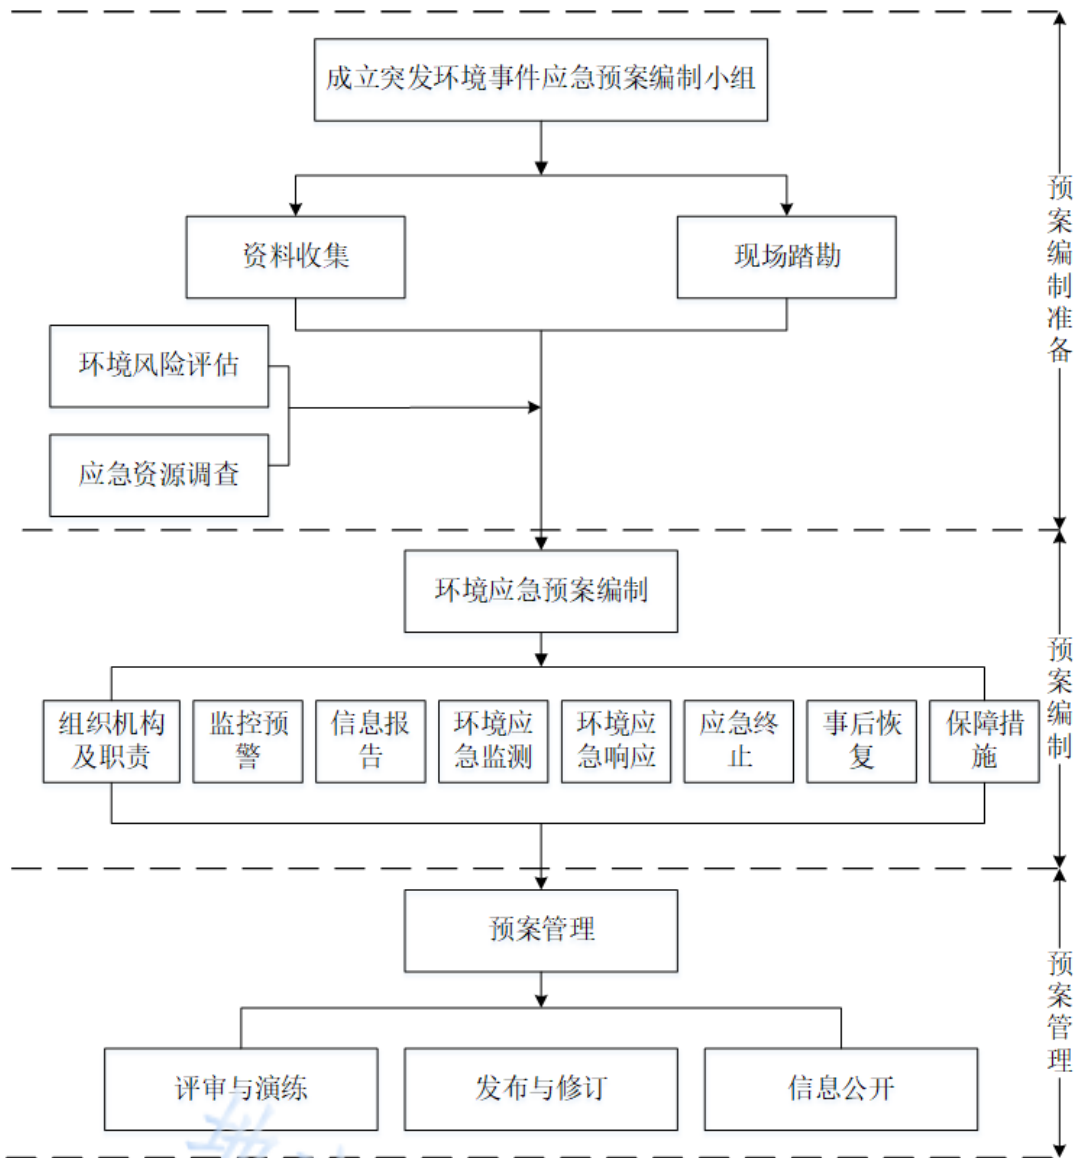 成立突发环境事件应急预案编制小组
资料收集
现场踏勘
环境风险评估
应急资源调查
预案编制准备
环境应急预案编制
组织机构
及职责
监控预
警
信息报
告
环境应
急监测
环境应
急响应
应急终
止
事后恢
复
保障措
施
预案编制
预案管理
评审与演练
发布与修订
信息公开
预案管理